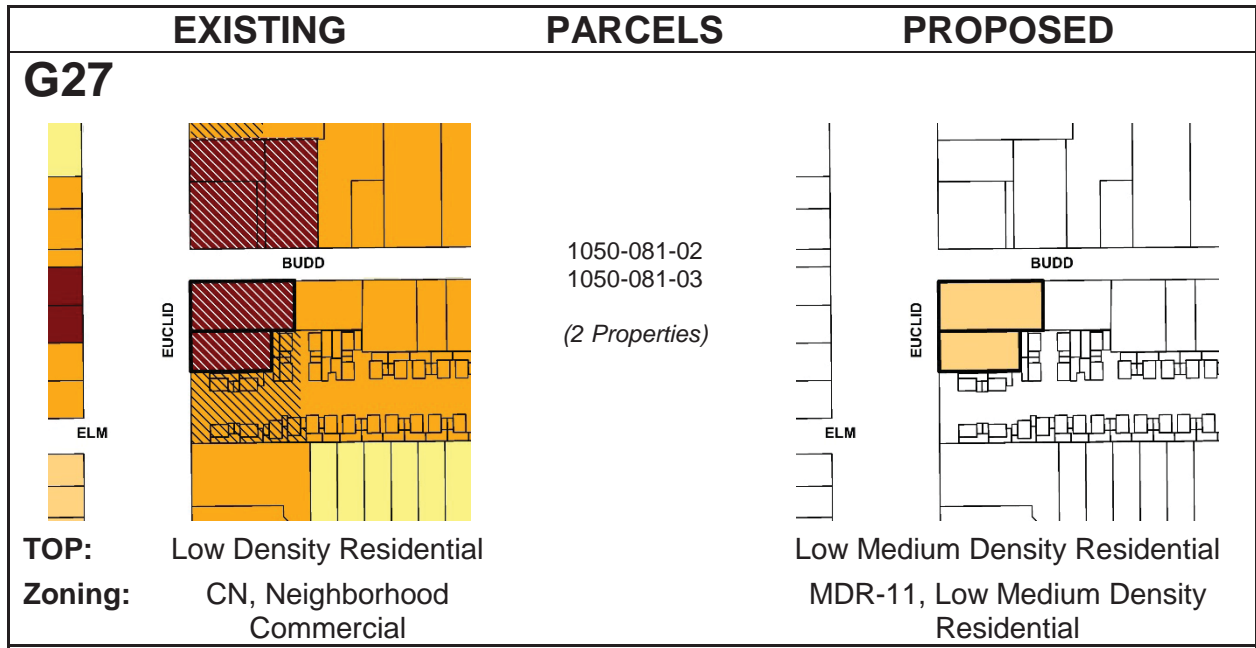 EXISTING PARCELS PROPOSED
G27
BUDD
EUCLID
ELM
1050-081-02
1050-081-03
(2 Properties)
BUDD
EUCLID
ELM
TOP: Low Density Residential Low Medium Density Residential
Zoning: CN, Neighborhood MDR-11, Low Medium Density
Commercial Residential